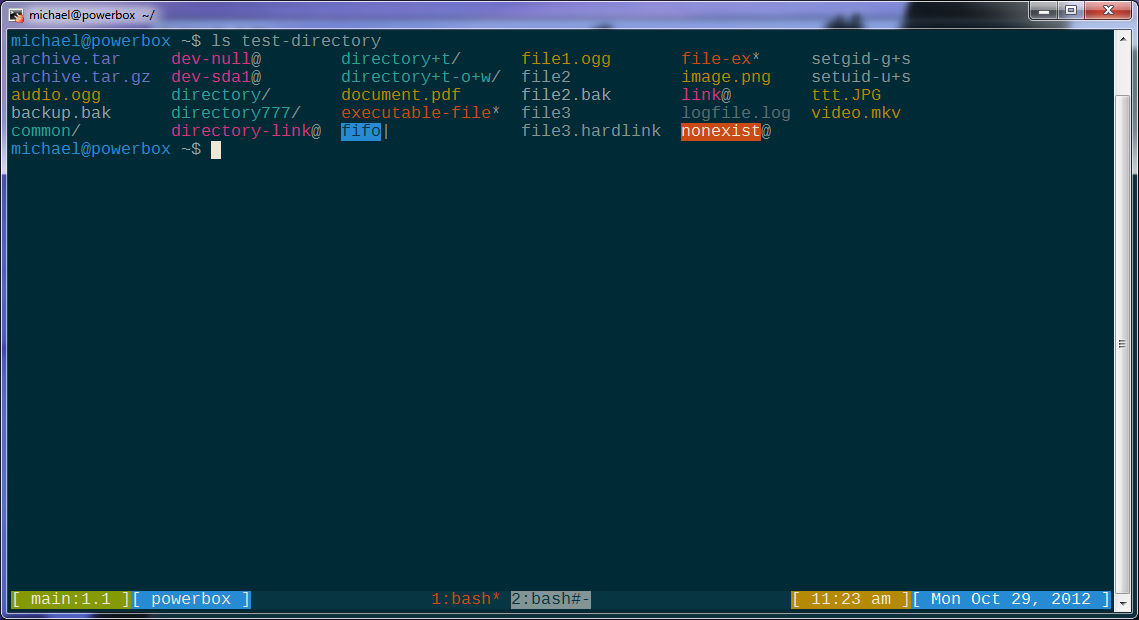 michael@powerbox ~/
michael@powerbox ~$ ls test-directory
archive.tar dev-null@ directory+t/ file1.ogg file-ex* setgid-g+s
archive.tar.gz dev-sda1@ directory+t-o+w/ file2 image.png setuid-u+s
audio.ogg directory/ document.pdf file2.bak link@ ttt.JPG
backup.bak directory777/ executable-file* file3 logfile.log video.mkv
common/ directory-link@ fifo| file3.hardlink nonexist@
michael@powerbox ~$
[ main:1.1 ][ powerbox ] 1:bash* 2:bash#- [ 11:23 am ][ Mon Oct 29, 2012 ]